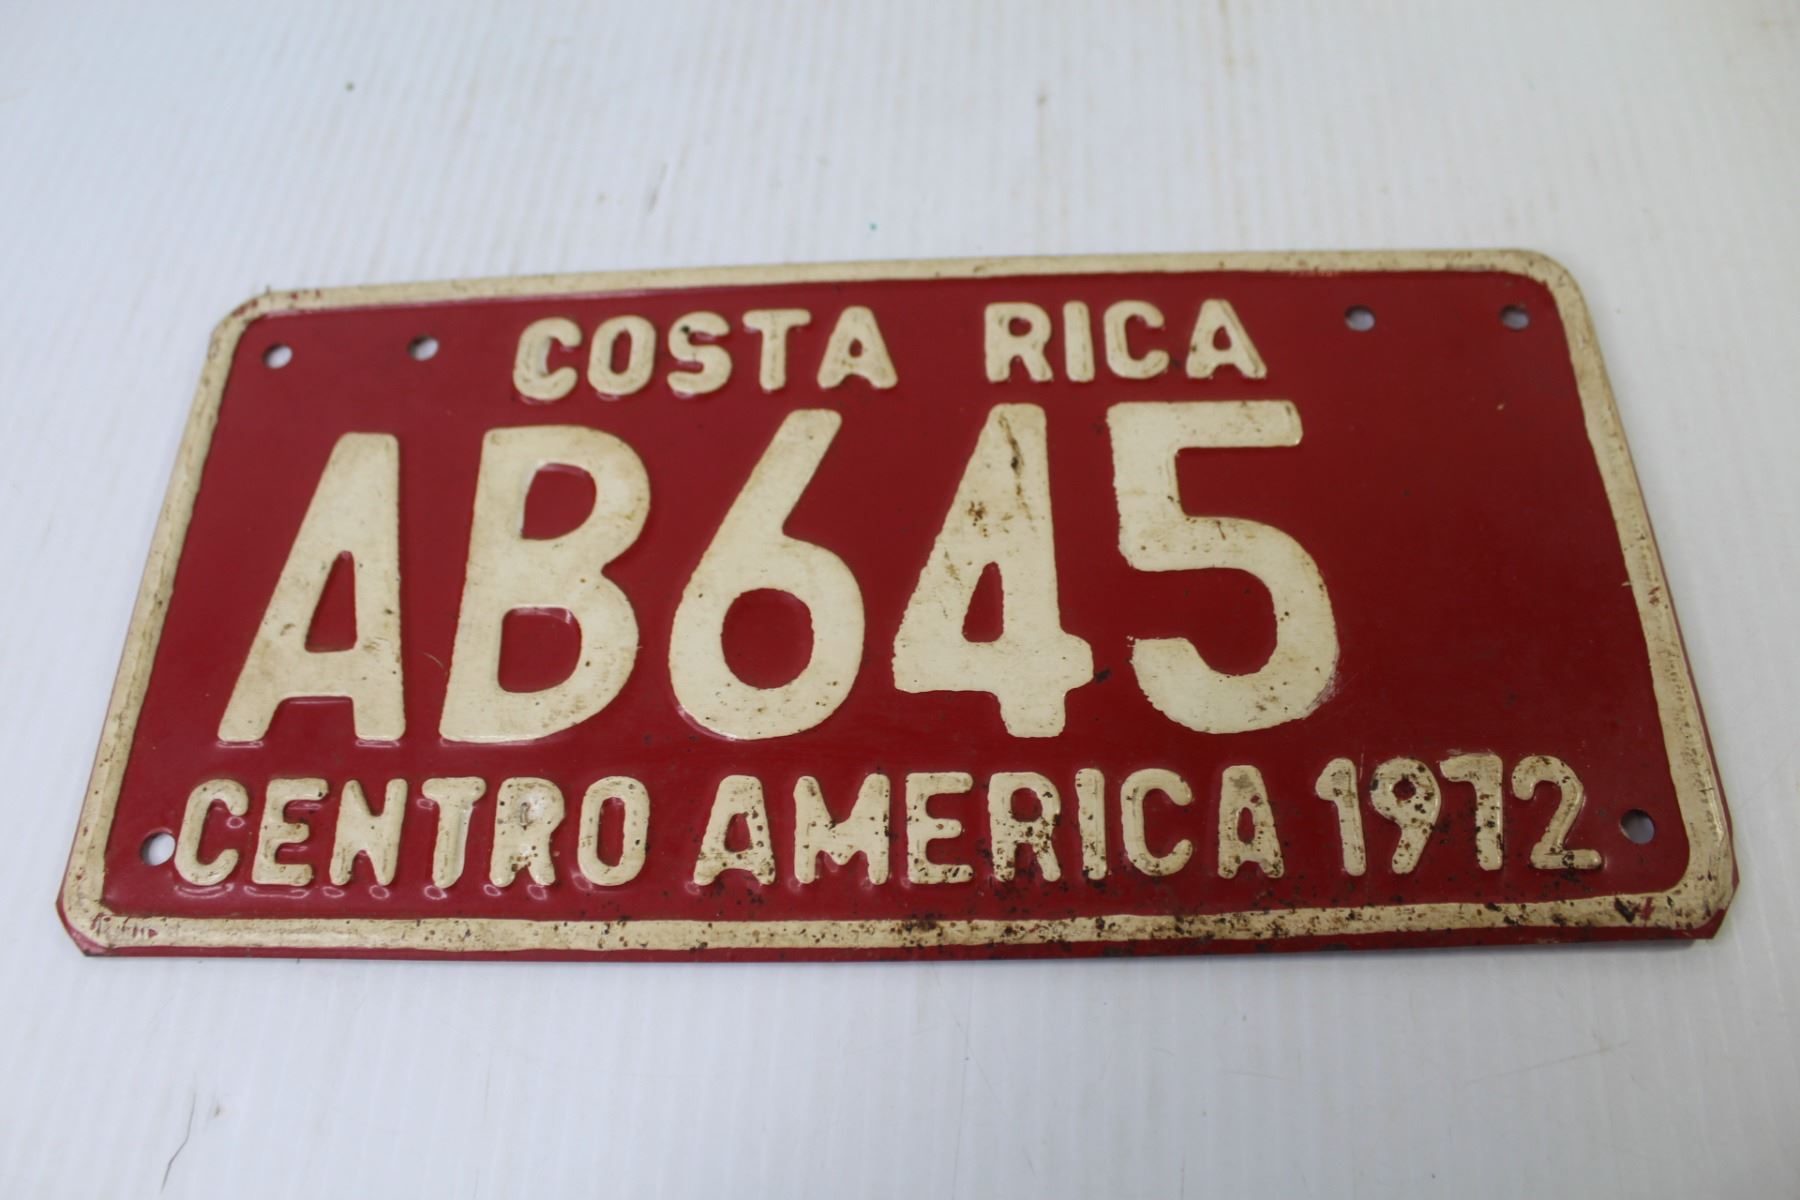 COSTA RICA
AB645
CENTRO AMERICA 1972